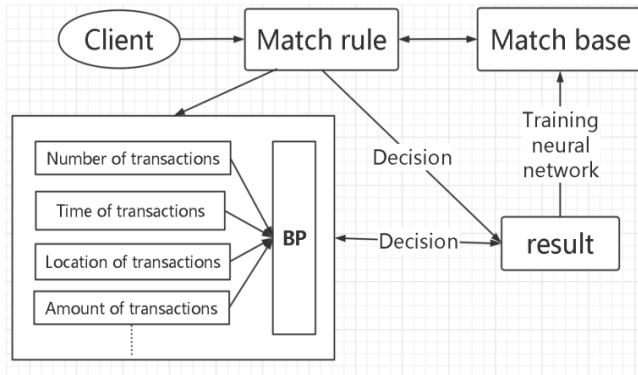 Client
Match rule
Match base
Number of transactions
Time of transactions
Location of transactions
Amount of transactions
BP
Decision
Decision
Training
neural
network
result